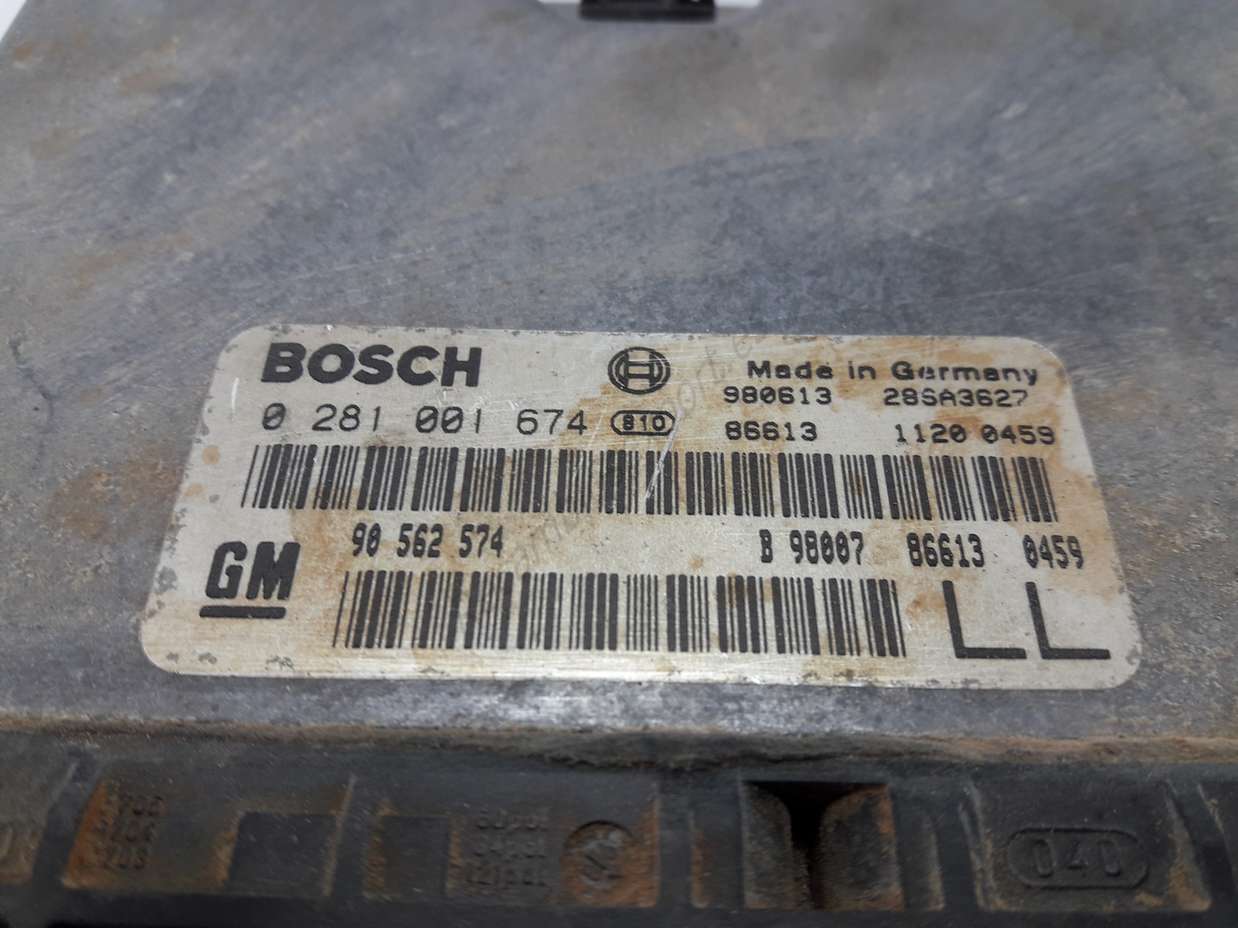 BOSCH Made in Germany
980613 28SA3627
0 281 001 674 810 86613 1120 0459
90 562 574 B 98007 86613 0459
GM LL
040